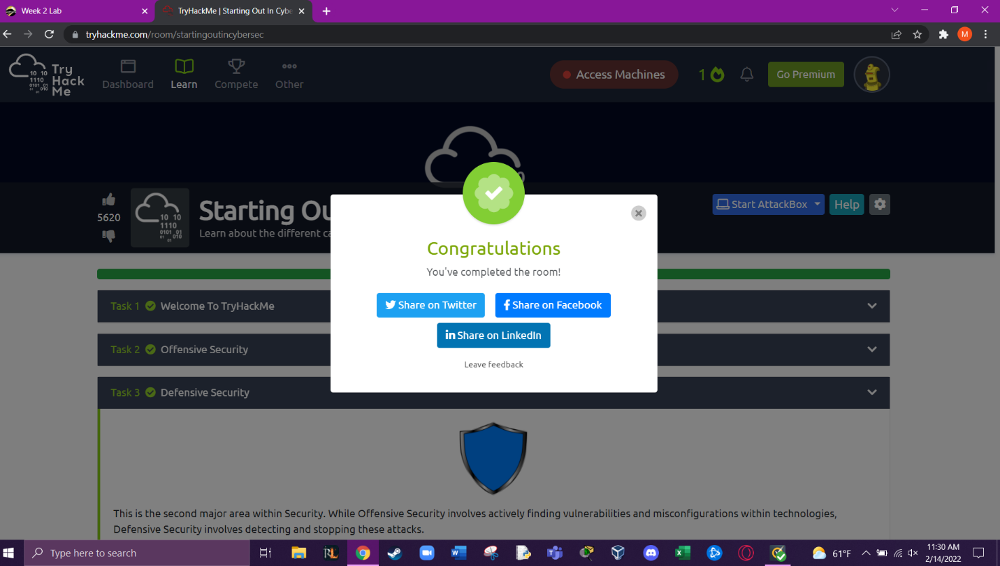 Week 2 Lab
TryHackMe | Starting Out In Cybe
tryhackme.com/room/startingoutincybersec
M
Try
Hack
Me
10 10
1110
0101 01
01 010
Dashboard
Learn
Compete
Other
Access Machines
1
Go Premium
5620
10 10
1110
0101 01
01 010
Starting Ou
Learn about the different ca
Start AttackBox
Help
Congratulations
You've completed the room!
Share on Twitter
Share on Facebook
in Share on LinkedIn
Leave feedback
Task 1 Welcome To TryHackMe
Task 2 Offensive Security
Task 3 Defensive Security
This is the second major area within Security. While Offensive Security involves actively finding vulnerabilities and misconfigurations within technologies,
Defensive Security involves detecting and stopping these attacks.
Type here to search
RL
61°F
11:30 AM
2/14/2022